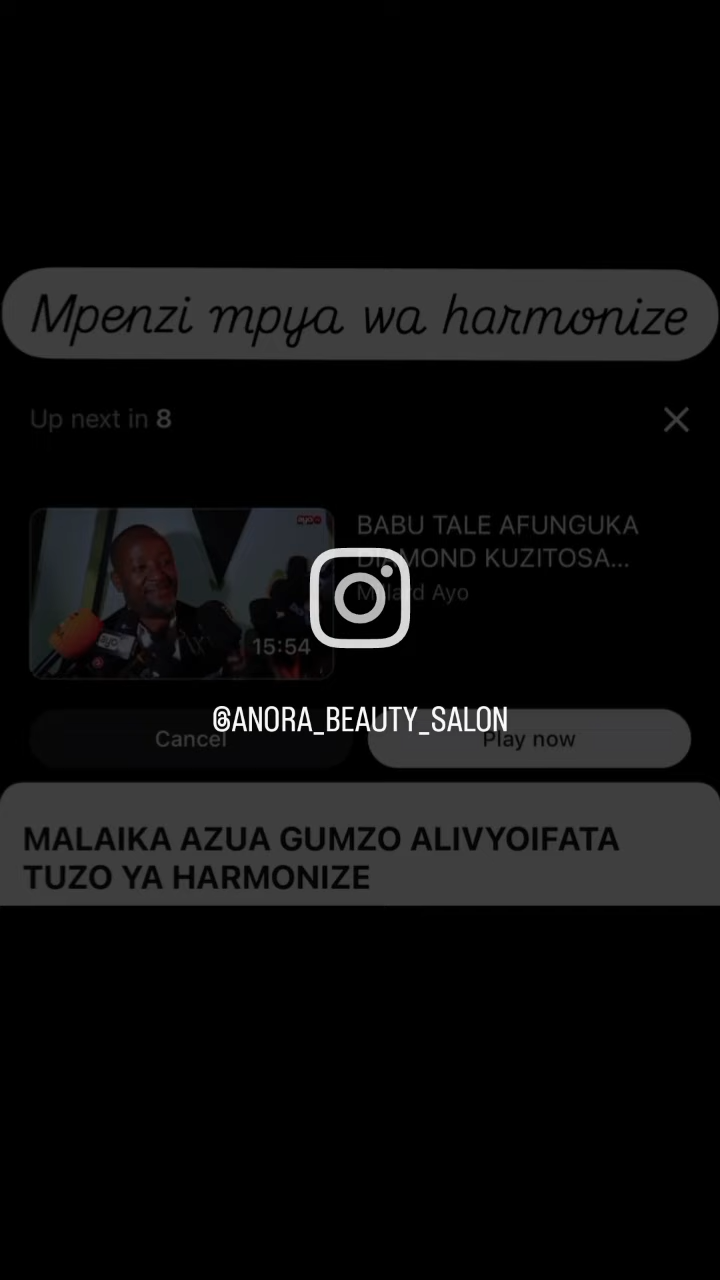 Mpenzi mpya wa harmonize
Up next in 8
ayo
BABU TALE AFUNGUKA
DIAMOND KUZITOSA...
Millard Ayo
15:54
@ANORA_BEAUTY_SALON
Cancel
Play now
MALAIKA AZUA GUMZO ALIVYOIFATA
TUZO YA HARMONIZE